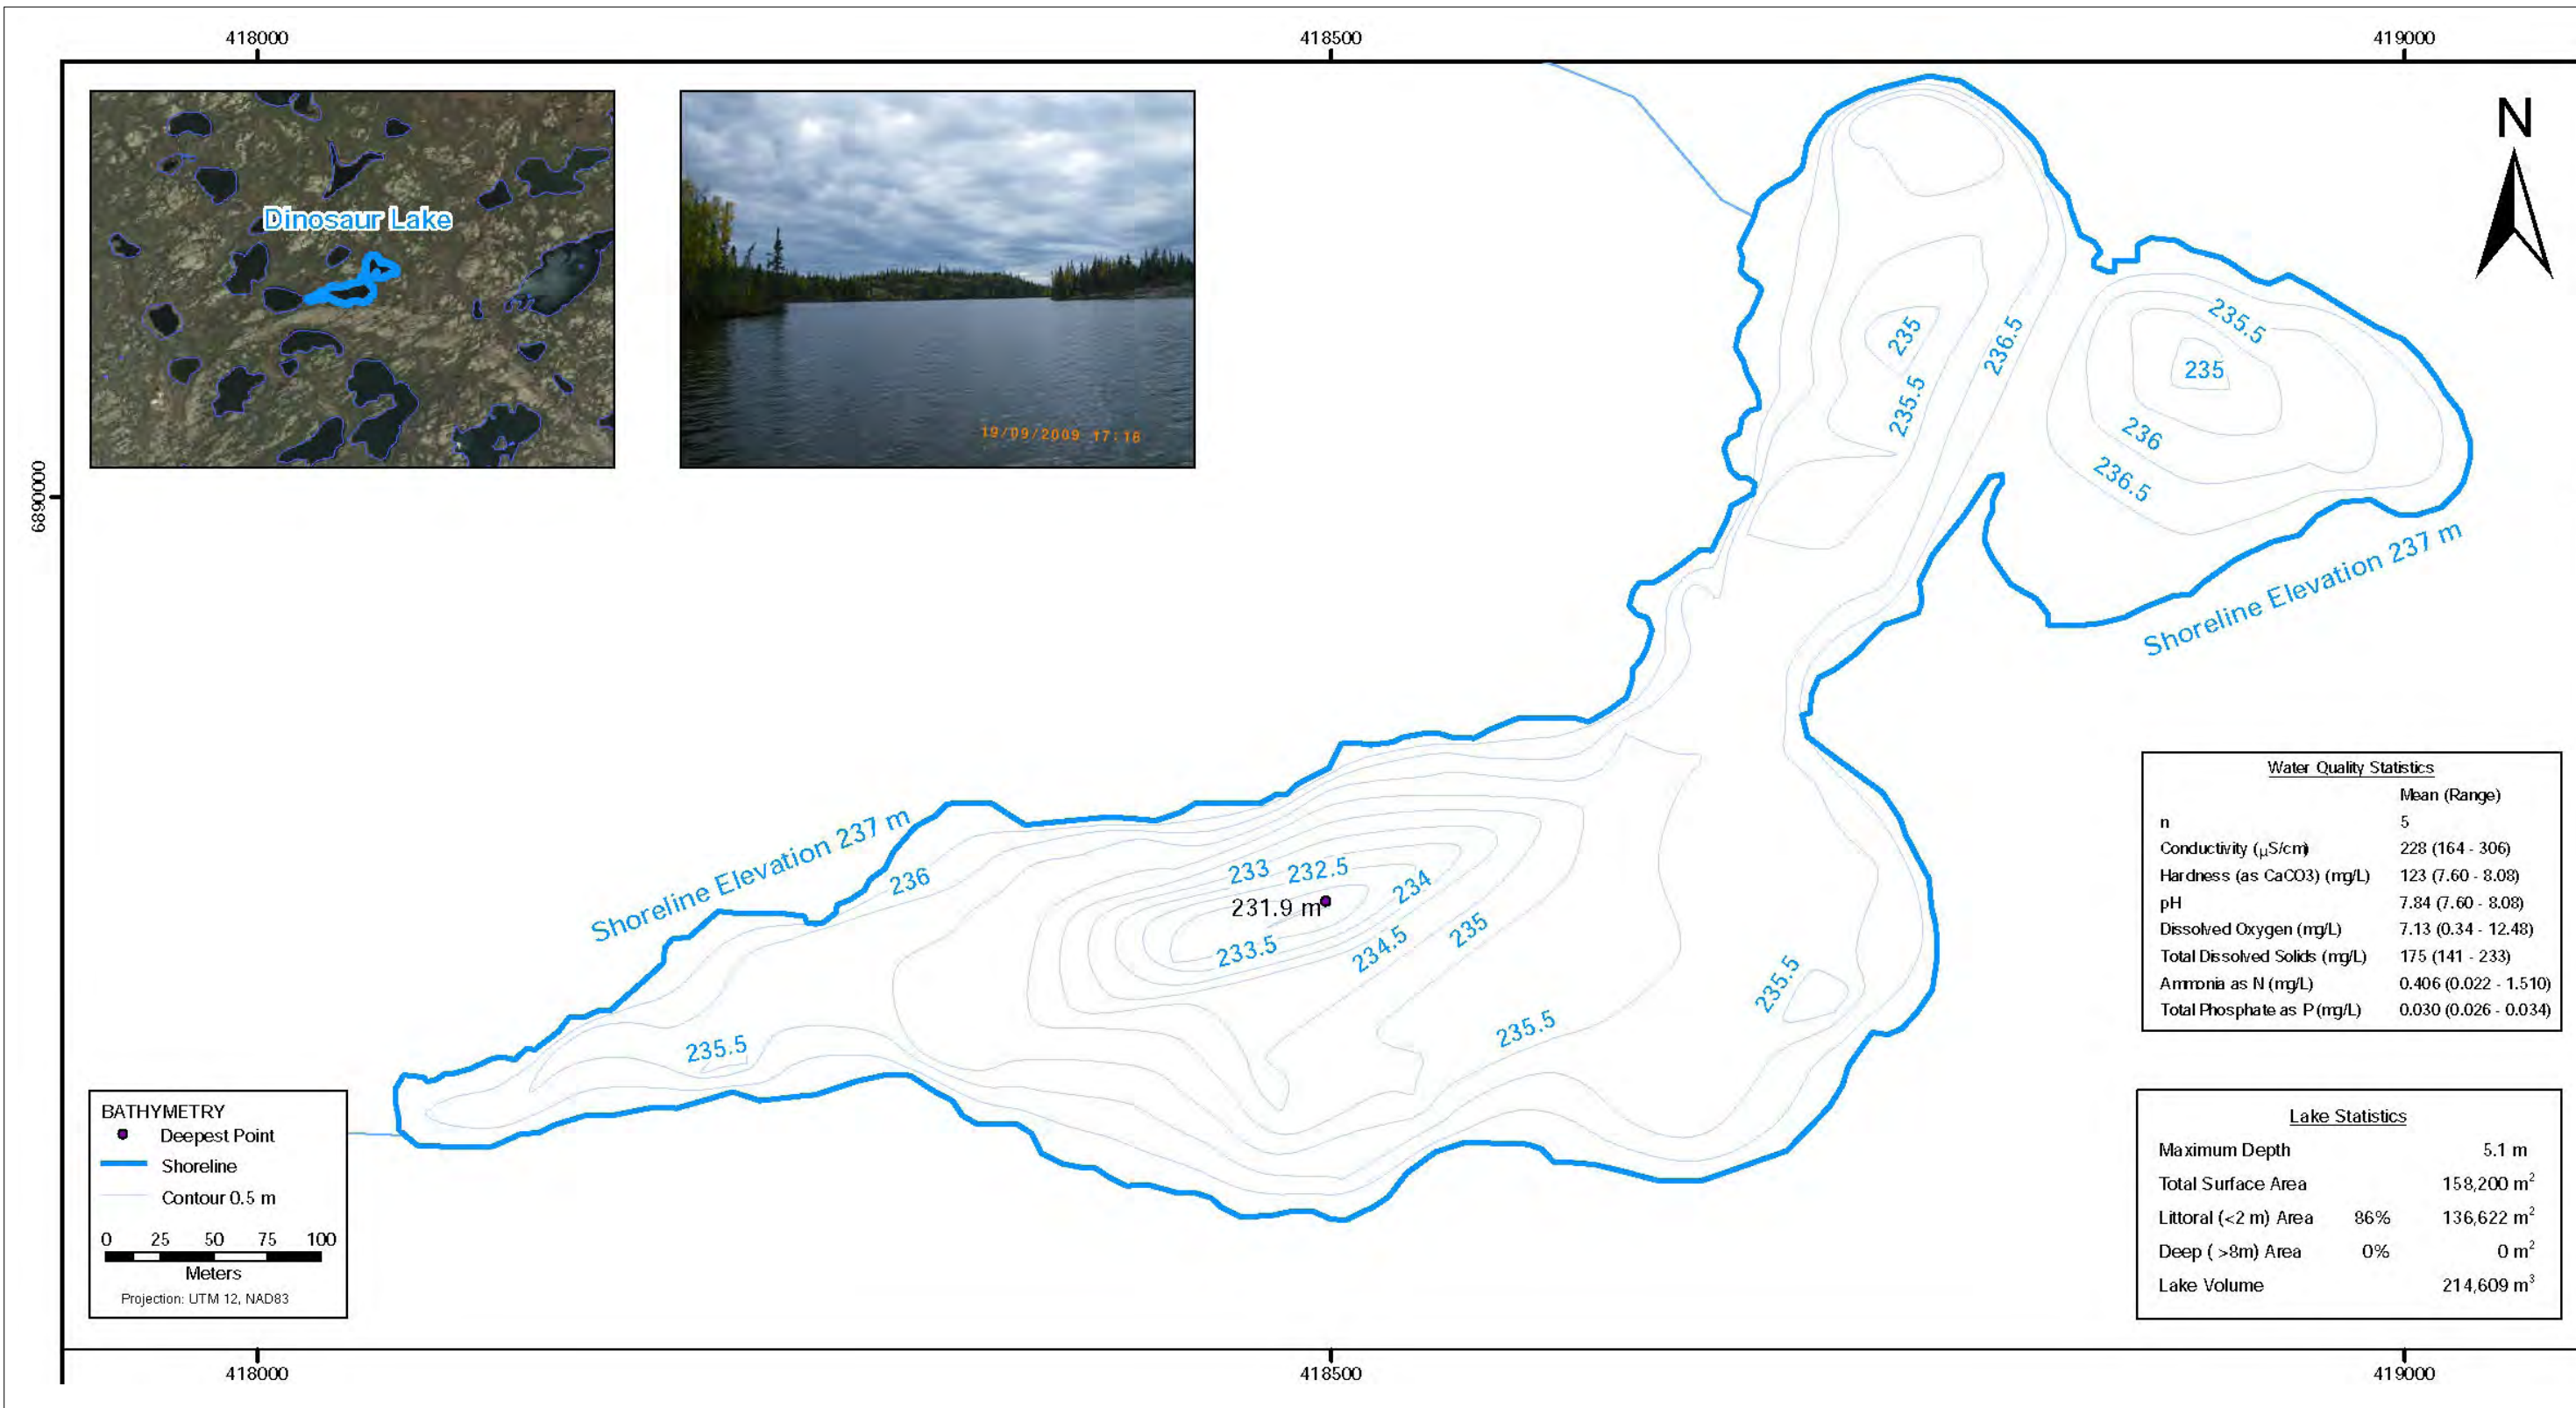 418000
418500
419000
6890000
Dinosaur Lake
19/09/2009 17:18
N
235
235.5
236.5
235.5
235
236
236.5
Shoreline Elevation 237 m
Shoreline Elevation 237 m
236
233
232.5
234
231.9 m
233.5
234.5
235
235.5
235.5
235.5
Water Quality Statistics
Mean (Range)
n 5
Conductivity (µS/cm) 228 (164 - 306)
Hardness (as CaCO3) (mg/L) 123 (7.60 - 8.08)
pH 7.84 (7.60 - 8.08)
Dissolved Oxygen (mg/L) 7.13 (0.34 - 12.48)
Total Dissolved Solids (mg/L) 175 (141 - 233)
Ammonia as N (mg/L) 0.406 (0.022 - 1.510)
Total Phosphate as P (mg/L) 0.030 (0.026 - 0.034)
BATHYMETRY
Deepest Point
Shoreline
Contour 0.5 m
0 25 50 75 100
Meters
Projection: UTM 12, NAD83
Lake Statistics
Maximum Depth 5.1 m
Total Surface Area 158,200 m²
Littoral (<2 m) Area 86% 136,622 m²
Deep ( >8m) Area 0% 0 m²
Lake Volume 214,609 m³
418000
418500
419000